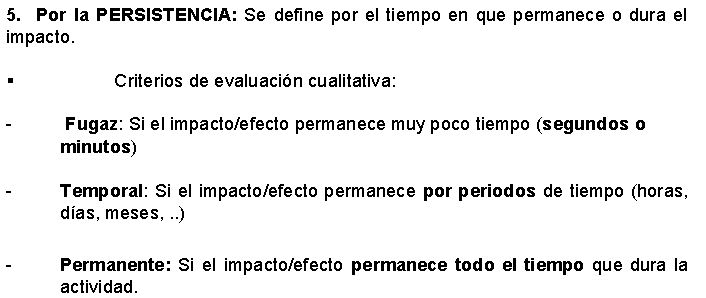 5. Por la PERSISTENCIA: Se define por el tiempo en que permanece o dura el
impacto.
▪ Criterios de evaluación cualitativa:
- Fugaz: Si el impacto/efecto permanece muy poco tiempo (segundos o
minutos)
- Temporal: Si el impacto/efecto permanece por periodos de tiempo (horas,
días, meses, ..)
- Permanente: Si el impacto/efecto permanece todo el tiempo que dura la
actividad.